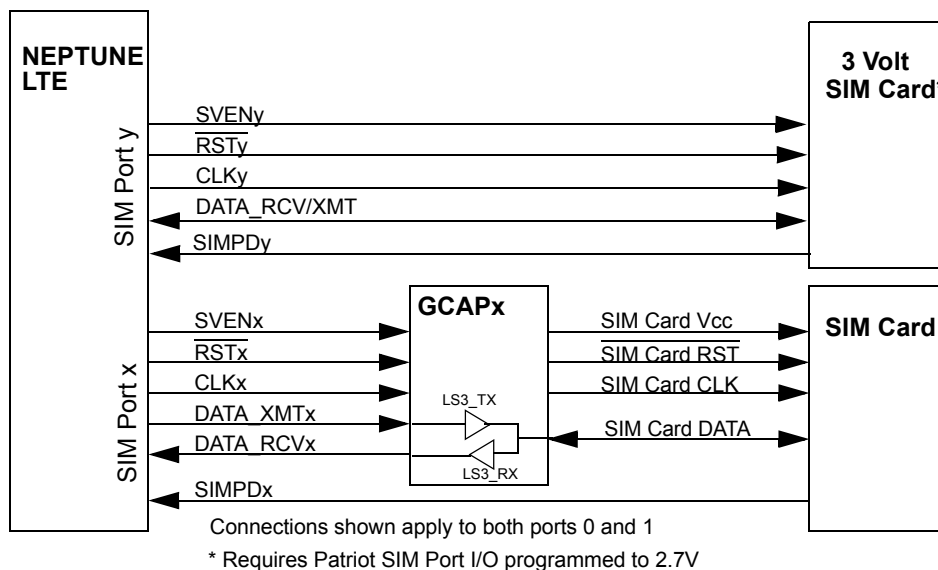 NEPTUNE
LTE
3 Volt
SIM Card*
SIM Port y
SVENy
RSTy
CLKy
DATA_RCV/XMT
SIMPDy
GCAPx
SIM Card
SIM Port x
SVENx
RSTx
CLKx
DATA_XMTx
DATA_RCVx
SIMPDx
LS3_TX
LS3_RX
SIM Card Vcc
SIM Card RST
SIM Card CLK
SIM Card DATA
Connections shown apply to both ports 0 and 1
* Requires Patriot SIM Port I/O programmed to 2.7V